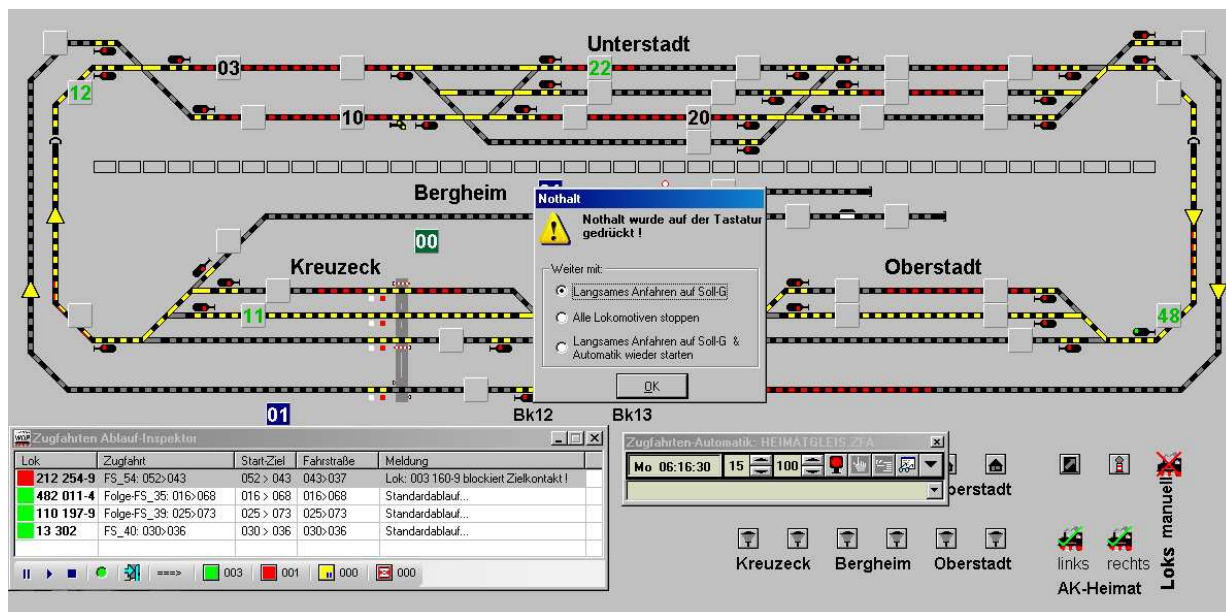 Unterstadt
03
22
12
10
20
Bergheim
Nothalt
Nothalt wurde auf der Tastatur
gedrückt !
00
Weiter mit:
Kreuzeck
Oberstadt
Langsames Anfahren auf Soll-G
11
Alle Lokomotiven stoppen
48
Langsames Anfahren auf Soll-G &
Automatik wieder starten
OK
01
Bk12
Bk13
Zugfahrten Ablauf-Inspektor
Zugfahrten-Automatik: HEIMATGLEIS.ZFA
Lok Zugfahrt Start-Ziel Fahrstraße Meldung
212 254-9 FS_54: 052>043 052 > 043 043>037 Lok: 003 160-9 blockiert Zielkontakt !
482 011-4 Folge-FS_35: 016>068 016 > 068 016>068 Standardablauf...
110 197-9 Folge-FS_39: 025>073 025 > 073 025>073 Standardablauf...
13 302 FS_40: 030>036 030 > 036 030>036 Standardablauf...
===> 003 001 000 000
Mo 06:16:30 15 100
berstadt
Kreuzeck Bergheim Oberstadt
links rechts
AK-Heimat
Loks manuell